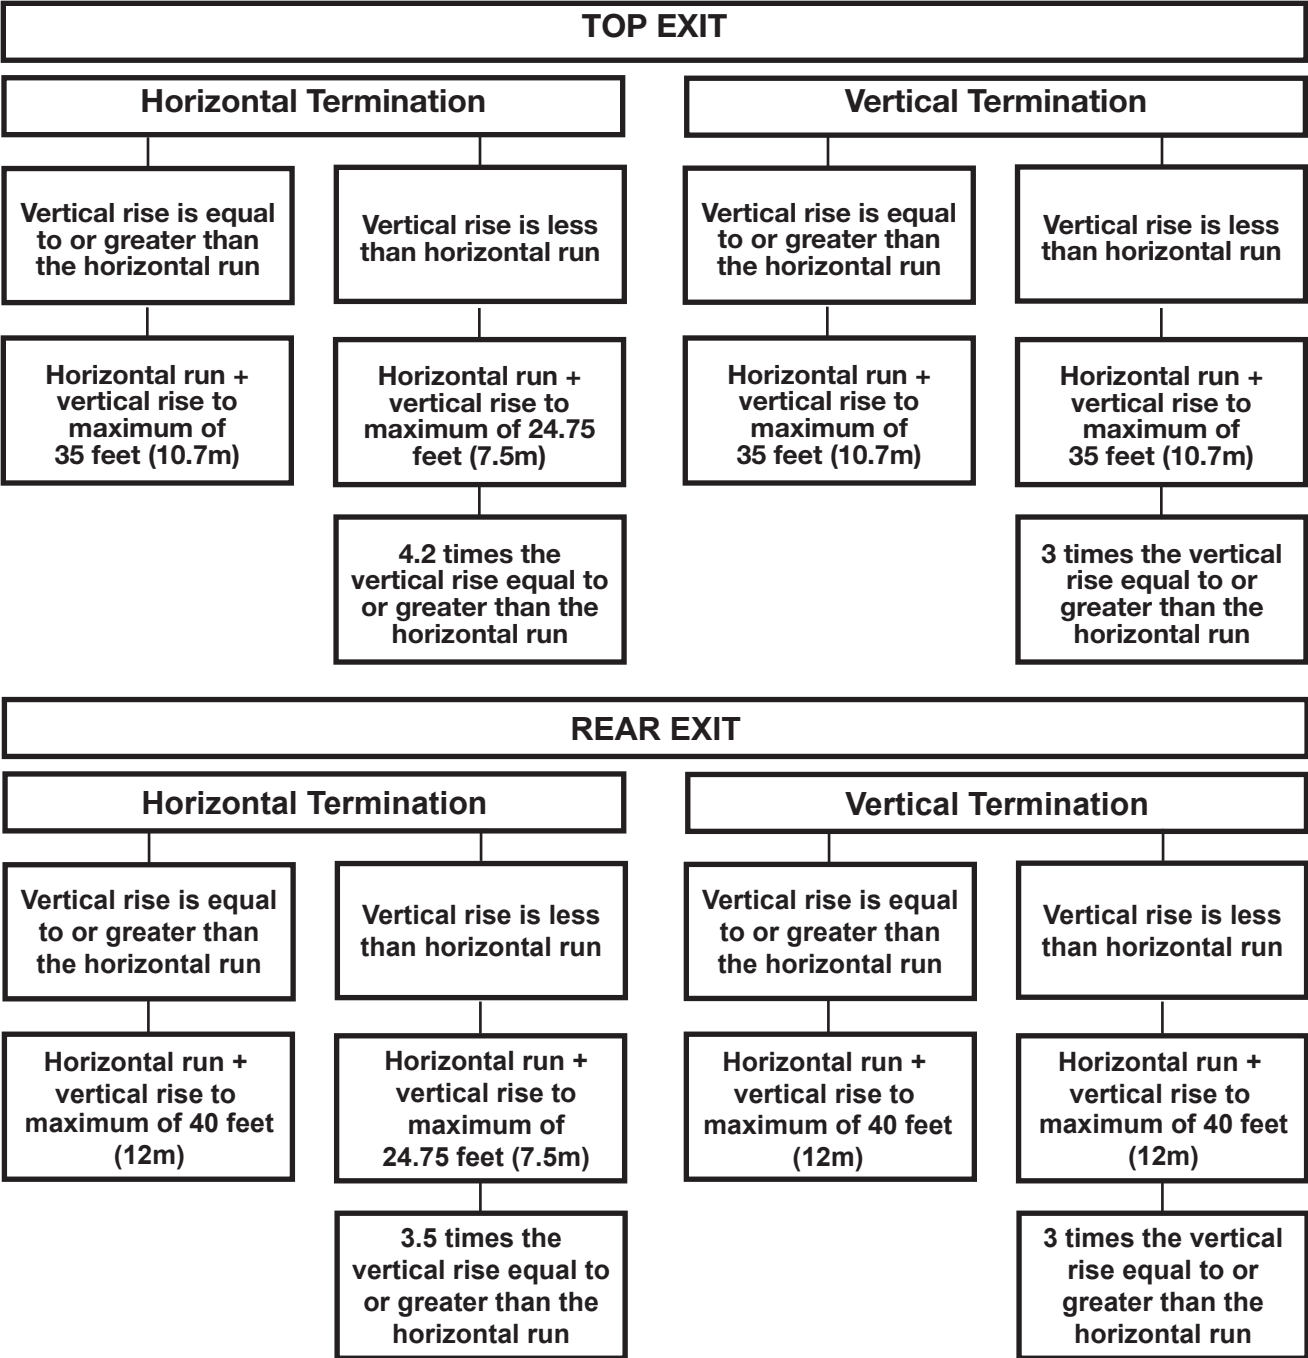 TOP EXIT
Horizontal Termination
Vertical rise is equal
to or greater than
the horizontal run
Horizontal run +
vertical rise to
maximum of
35 feet (10.7m)
Vertical rise is less
than horizontal run
Horizontal run +
vertical rise to
maximum of 24.75
feet (7.5m)
4.2 times the
vertical rise equal to
or greater than the
horizontal run
Vertical Termination
Vertical rise is equal
to or greater than
the horizontal run
Horizontal run +
vertical rise to
maximum of
35 feet (10.7m)
Vertical rise is less
than horizontal run
Horizontal run +
vertical rise to
maximum of
35 feet (10.7m)
3 times the vertical
rise equal to or
greater than the
horizontal run
REAR EXIT
Horizontal Termination
Vertical rise is equal
to or greater than
the horizontal run
Horizontal run +
vertical rise to
maximum of 40 feet
(12m)
Vertical rise is less
than horizontal run
Horizontal run +
vertical rise to
maximum of
24.75 feet (7.5m)
3.5 times the
vertical rise equal to
or greater than the
horizontal run
Vertical Termination
Vertical rise is equal
to or greater than
the horizontal run
Horizontal run +
vertical rise to
maximum of 40 feet
(12m)
Vertical rise is less
than horizontal run
Horizontal run +
vertical rise to
maximum of 40 feet
(12m)
3 times the vertical
rise equal to or
greater than the
horizontal run